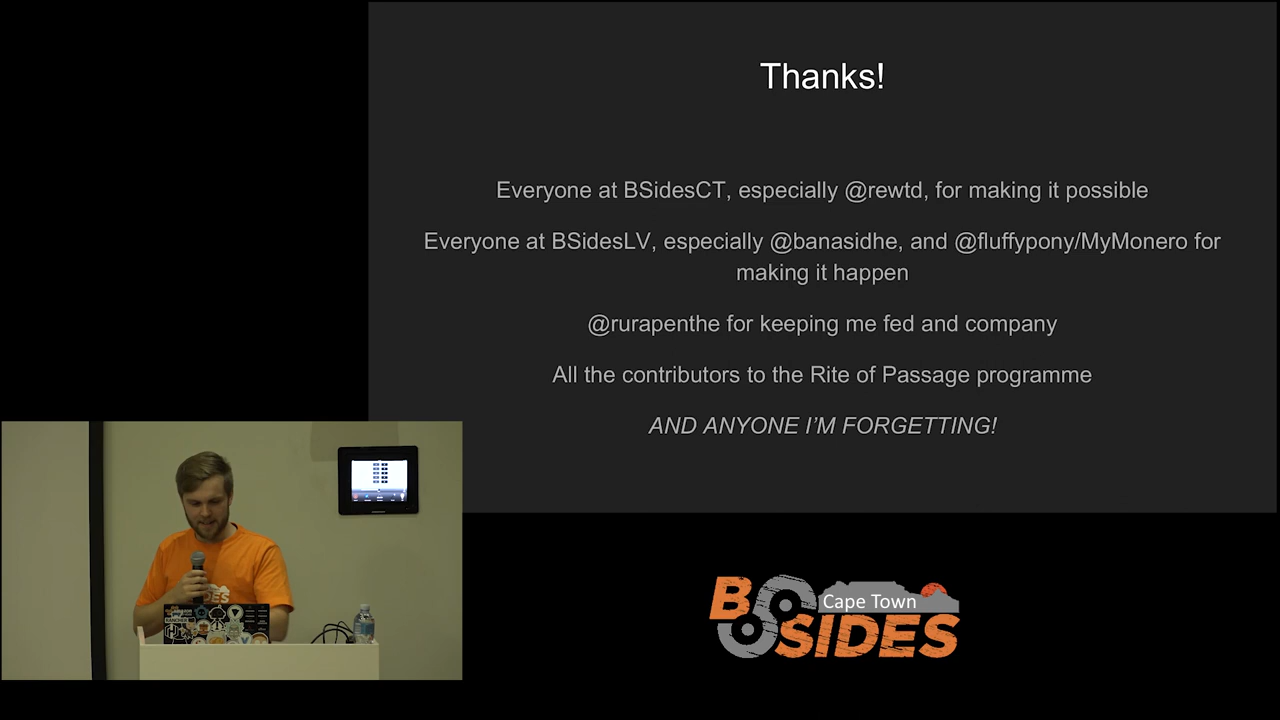 Thanks!
Everyone at BSidesCT, especially @rewtd, for making it possible
Everyone at BSidesLV, especially @banasidhe, and @fluffypony/MyMonero for
making it happen
@rurapenthe for keeping me fed and company
All the contributors to the Rite of Passage programme
AND ANYONE I'M FORGETTING!
DES
B SIDES
Cape Town